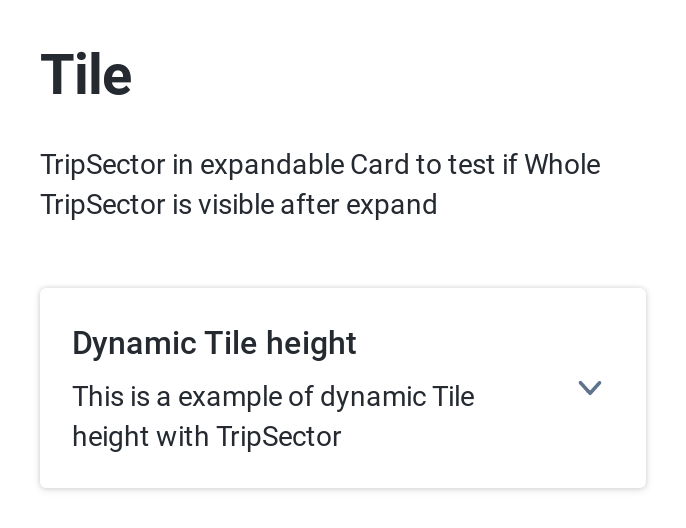 Tile
TripSector in expandable Card to test if Whole
TripSector is visible after expand
Dynamic Tile height
This is a example of dynamic Tile
height with TripSector